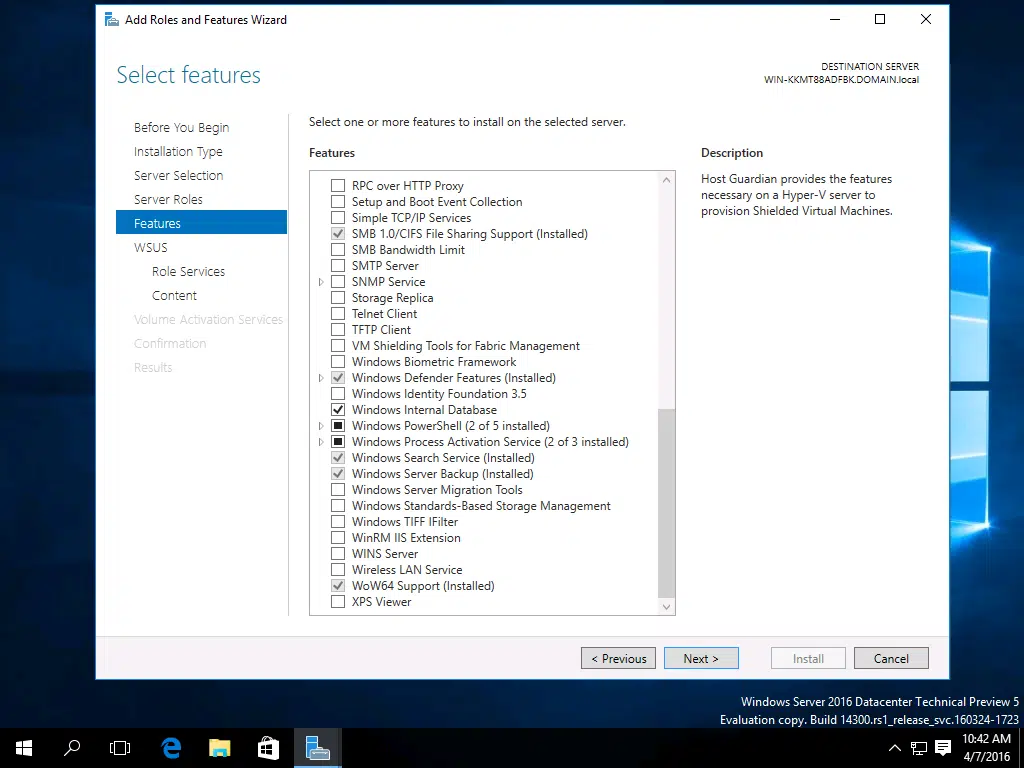 Add Roles and Features Wizard
Select features
DESTINATION SERVER
WIN-KKMT88ADFBK.DOMAIN.local
Before You Begin
Installation Type
Server Selection
Server Roles
Features
WSUS
Role Services
Content
Volume Activation Services
Confirmation
Results
Select one or more features to install on the selected server.
Features
RPC over HTTP Proxy
Setup and Boot Event Collection
Simple TCP/IP Services
SMB 1.0/CIFS File Sharing Support (Installed)
SMB Bandwidth Limit
SMTP Server
SNMP Service
Storage Replica
Telnet Client
TFTP Client
VM Shielding Tools for Fabric Management
Windows Biometric Framework
Windows Defender Features (Installed)
Windows Identity Foundation 3.5
Windows Internal Database
Windows PowerShell (2 of 5 installed)
Windows Process Activation Service (2 of 3 installed)
Windows Search Service (Installed)
Windows Server Backup (Installed)
Windows Server Migration Tools
Windows Standards-Based Storage Management
Windows TIFF IFilter
WinRM IIS Extension
WINS Server
Wireless LAN Service
WoW64 Support (Installed)
XPS Viewer
Description
Host Guardian provides the features
necessary on a Hyper-V server to
provision Shielded Virtual Machines.
< Previous
Next >
Install
Cancel
Windows Server 2016 Datacenter Technical Preview 5
Evaluation copy. Build 14300.rs1_release_svc.160324-1723
10:42 AM
4/7/2016